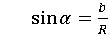 sin α = b/R